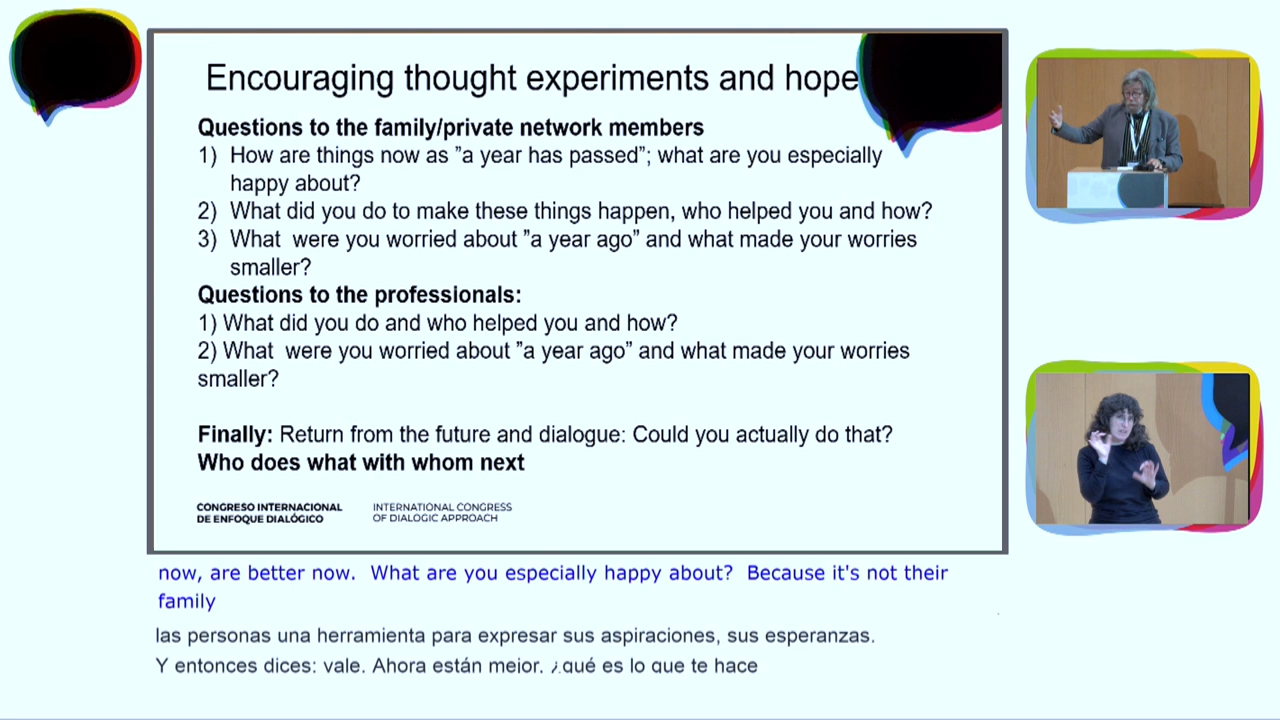 Encouraging thought experiments and hope
Questions to the family/private network members
1) How are things now as ”a year has passed”; what are you especially
happy about?
2) What did you do to make these things happen, who helped you and how?
3) What were you worried about ”a year ago” and what made your worries
smaller?
Questions to the professionals:
1) What did you do and who helped you and how?
2) What were you worried about ”a year ago” and what made your worries
smaller?
Finally: Return from the future and dialogue: Could you actually do that?
Who does what with whom next
CONGRESO INTERNACIONAL
DE ENFOQUE DIALÓGICO
INTERNATIONAL CONGRESS
OF DIALOGIC APPROACH
now, are better now. What are you especially happy about? Because it's not their
family
las personas una herramienta para expresar sus aspiraciones, sus esperanzas.
Y entonces dices: vale. Ahora están mejor. ¿qué es lo que te hace